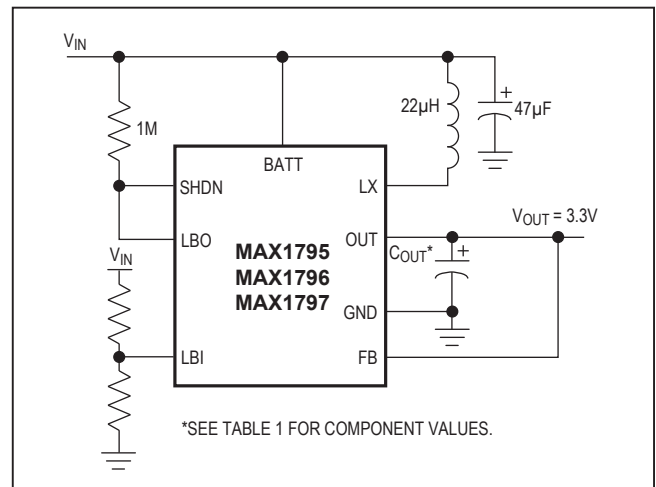 VIN
1M
22µH
+
47µF
BATT
SHDN
LX
LBO
OUT
VOUT = 3.3V
VIN
MAX1795
MAX1796
MAX1797
COUT*
+
GND
LBI
FB
*SEE TABLE 1 FOR COMPONENT VALUES.